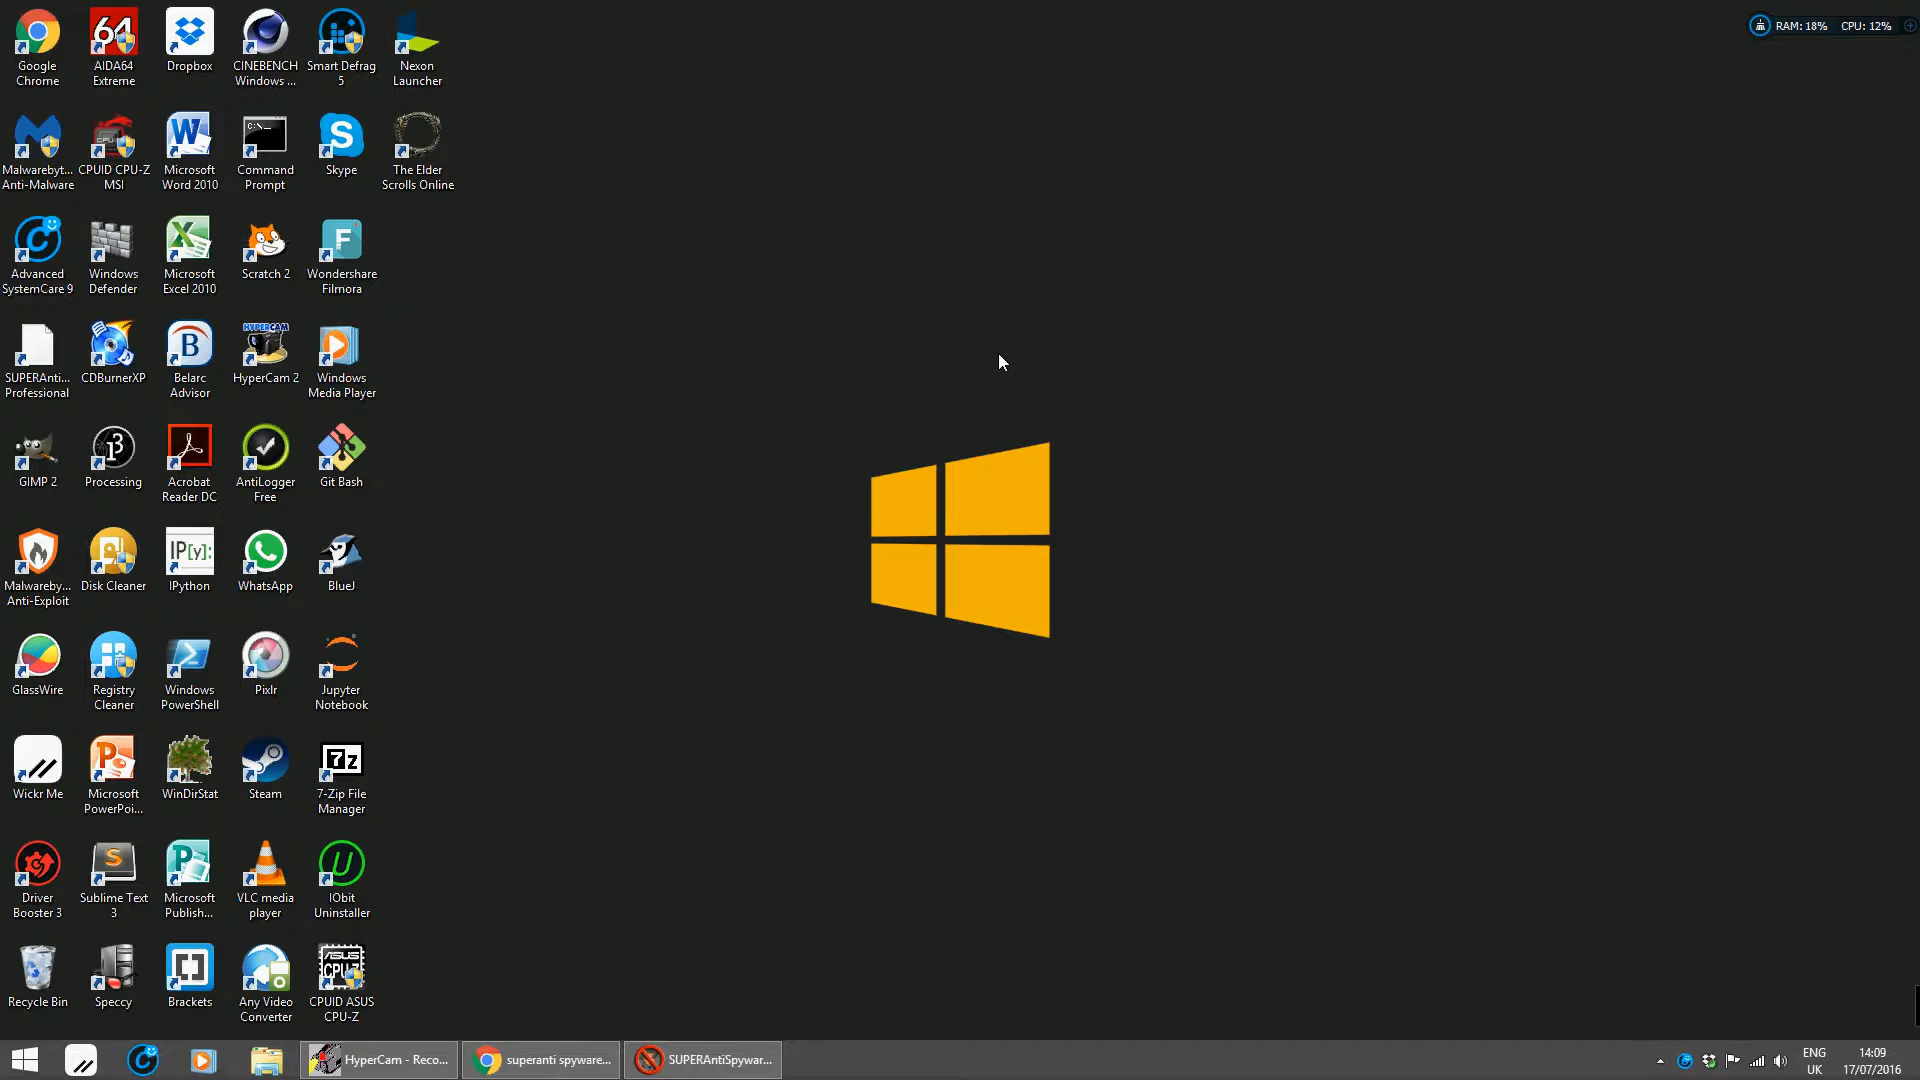 RAM: 18% CPU: 12%
Google
Chrome
64
AIDA64
Extreme
Dropbox
CINEBENCH
Windows ...
Smart Defrag
5
Nexon
Launcher
Malwarebyt...
Anti-Malware
CPUID CPU-Z
MSI
W
Microsoft
Word 2010
C:\_
Command
Prompt
S
Skype
The Elder
Scrolls Online
Advanced
SystemCare 9
Windows
Defender
X
Microsoft
Excel 2010
Scratch 2
F
Wondershare
Filmora
SUPERAnti...
Professional
CDBurnerXP
B
Belarc
Advisor
HYPERCAM
HyperCam 2
Windows
Media Player
GIMP 2
Processing
Acrobat
Reader DC
AntiLogger
Free
Git Bash
Malwareby...
Anti-Exploit
Disk Cleaner
IP[y]:
IPython
WhatsApp
BlueJ
GlassWire
Registry
Cleaner
Windows
PowerShell
Pixlr
Jupyter
Notebook
Wickr Me
P
Microsoft
PowerPoi...
WinDirStat
Steam
7z
7-Zip File
Manager
Driver
Booster 3
S
Sublime Text
3
P
Microsoft
Publish...
VLC media
player
U
IObit
Uninstaller
Recycle Bin
Speccy
Brackets
Any Video
Converter
ASUS
CPU-Z
CPUID ASUS
CPU-Z
HyperCam - Reco...
superanti spyware...
SUPERAntiSpywar...
ENG
UK
14:09
17/07/2016